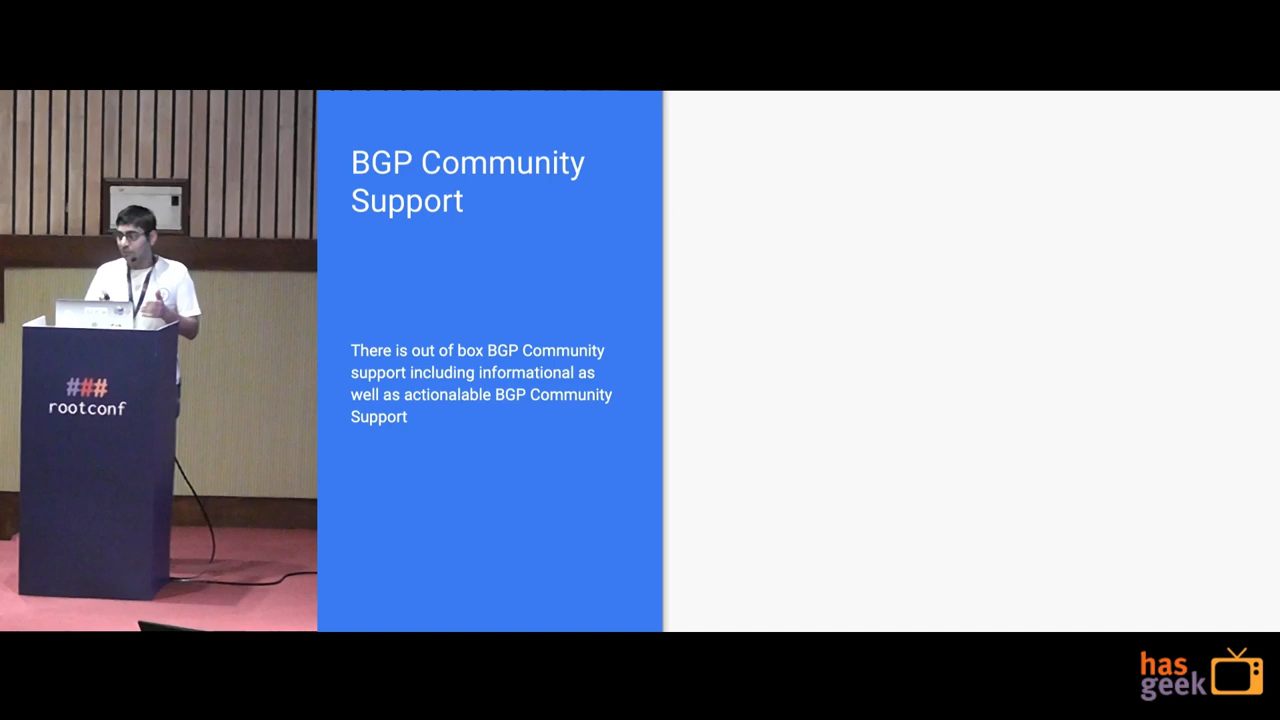 BGP Community
Support
There is out of box BGP Community
support including informational as
well as actionalable BGP Community
Support
###
rootconf
has
geek